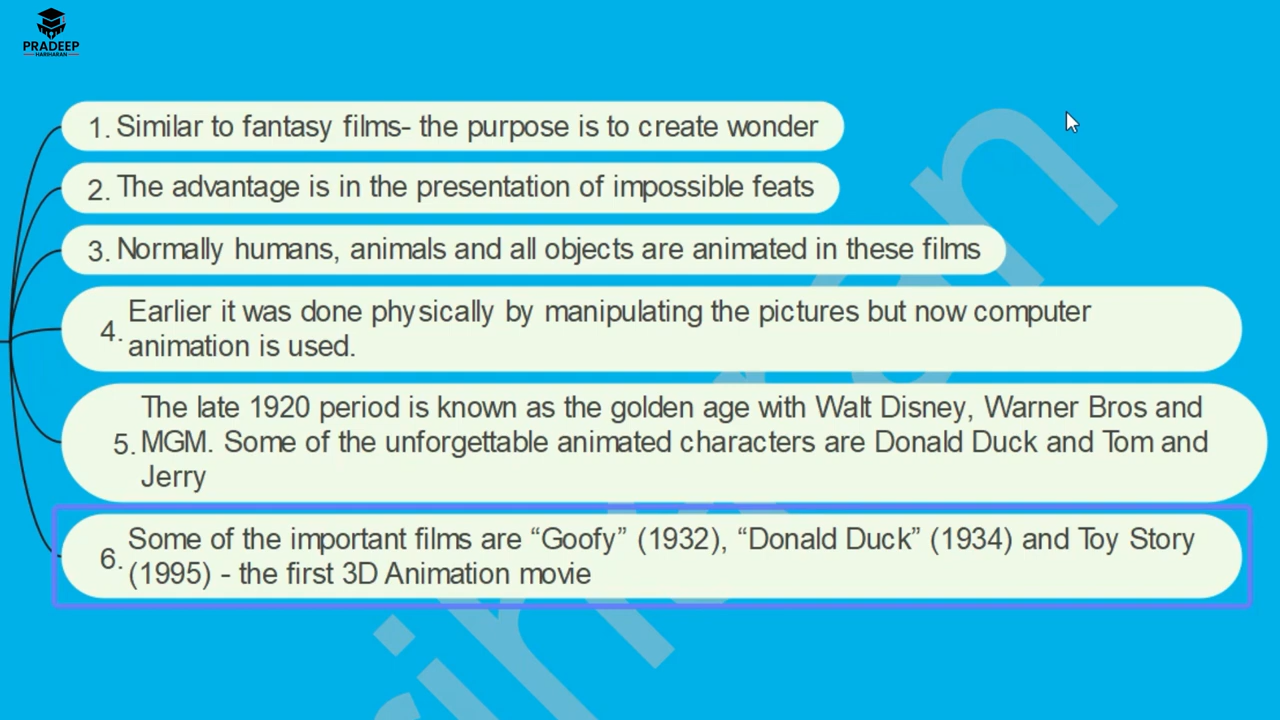 PRADEEP
HARIHARAN
1. Similar to fantasy films- the purpose is to create wonder
2. The advantage is in the presentation of impossible feats
3. Normally humans, animals and all objects are animated in these films
4. Earlier it was done physically by manipulating the pictures but now computer
animation is used.
The late 1920 period is known as the golden age with Walt Disney, Warner Bros and
5. MGM. Some of the unforgettable animated characters are Donald Duck and Tom and
Jerry
6. Some of the important films are “Goofy” (1932), “Donald Duck” (1934) and Toy Story
(1995) - the first 3D Animation movie